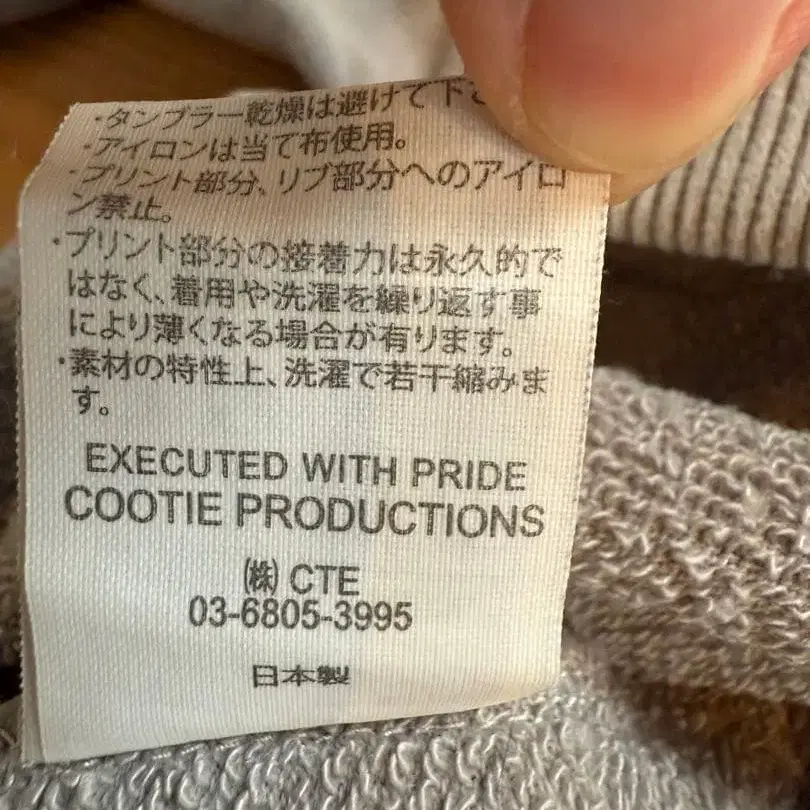 ・タンブラー乾燥は避けて下
・アイロンは当て布使用。
・プリント部分、リブ部分へのアイロ
ン禁止。
・プリント部分の接着力は永久的で
はなく、着用や洗濯を繰り返す事
により薄くなる場合が有ります。
・素材の特性上、洗濯で若干縮みま
す。
EXECUTED WITH PRIDE
COOTIE PRODUCTIONS
㈱ CTE
03-6805-3995
日本製